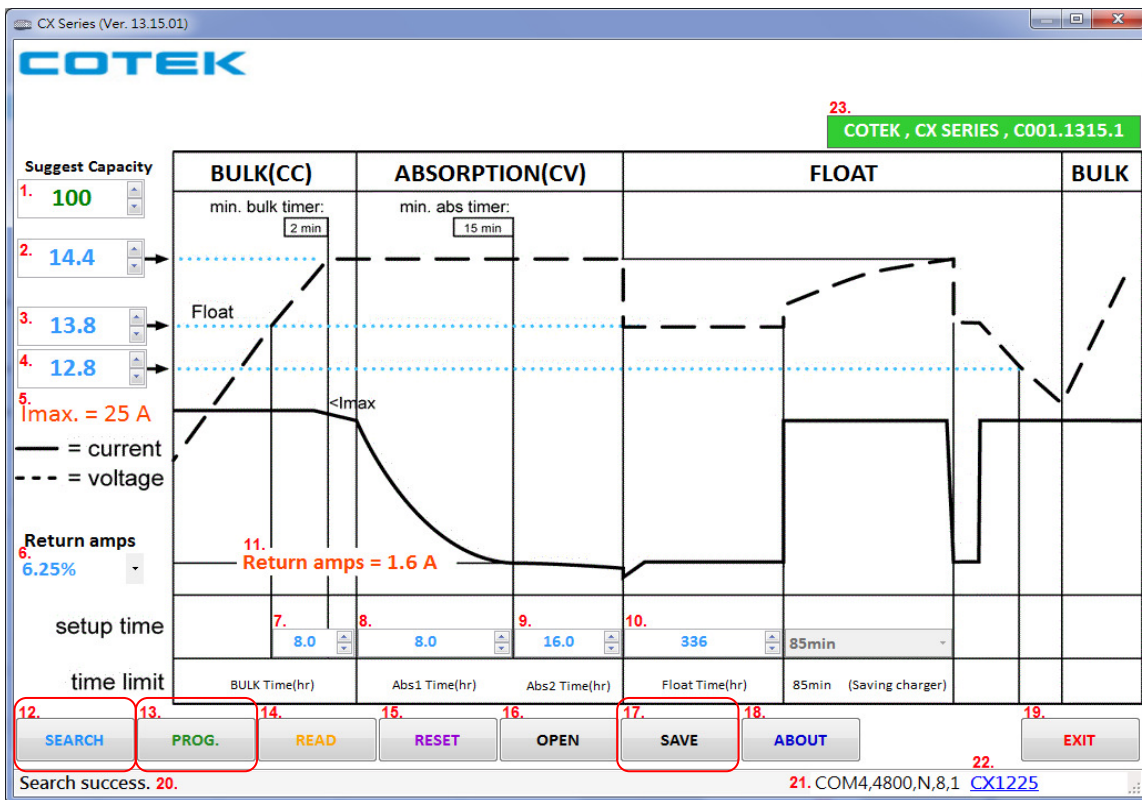 CX Series (Ver. 13.15.01)
COTEK
23.
COTEK , CX SERIES , C001.1315.1
Suggest Capacity
BULK(CC) ABSORPTION(CV) FLOAT BULK
1. 100
min. bulk timer: min. abs timer:
2 min 15 min
2. 14.4
Float
3. 13.8
4. 12.8
5.
Imax. = 25 A
<Imax
= current
= voltage
Return amps
6.
6.25%
11.
Return amps = 1.6 A
setup time
7. 8. 9. 10.
8.0 8.0 16.0 336 85min
time limit
BULK Time(hr) Abs1 Time(hr) Abs2 Time(hr) Float Time(hr) 85min (Saving charger)
12. 13. 14. 15. 16. 17. 18. 19.
SEARCH PROG. READ RESET OPEN SAVE ABOUT EXIT
22.
Search success. 20. 21. COM4,4800,N,8,1 CX1225